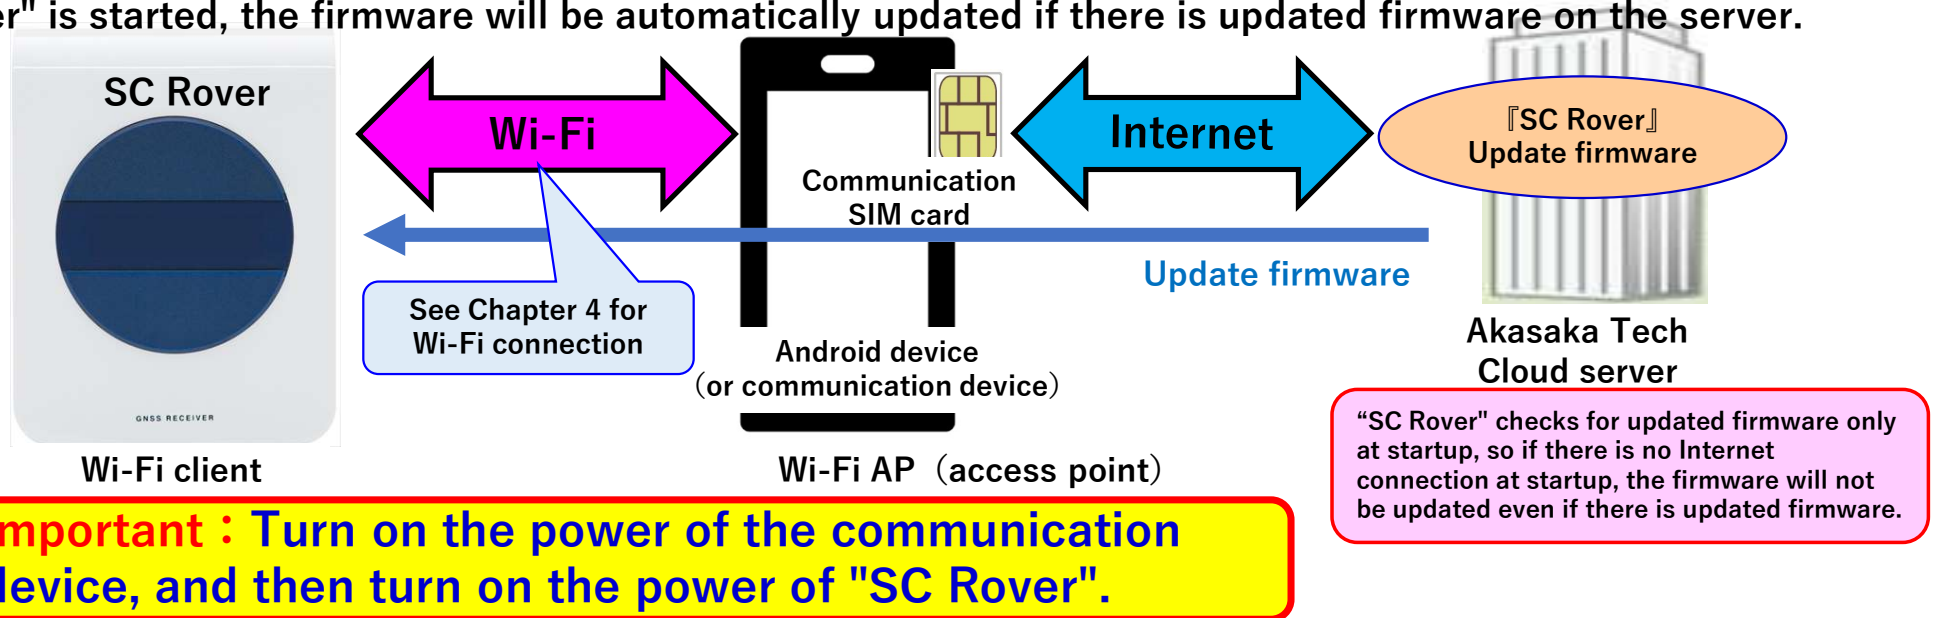 er" is started, the firmware will be automatically updated if there is updated firmware on the server.
SC Rover
Wi-Fi
Internet
『SC Rover』
Update firmware
Communication
SIM card
Update firmware
See Chapter 4 for
Wi-Fi connection
Android device
(or communication device)
Akasaka Tech
Cloud server
GNSS RECEIVER
"SC Rover" checks for updated firmware only
at startup, so if there is no Internet
connection at startup, the firmware will not
be updated even if there is updated firmware.
Wi-Fi client
Wi-Fi AP（access point）
mportant：Turn on the power of the communication
device, and then turn on the power of "SC Rover".